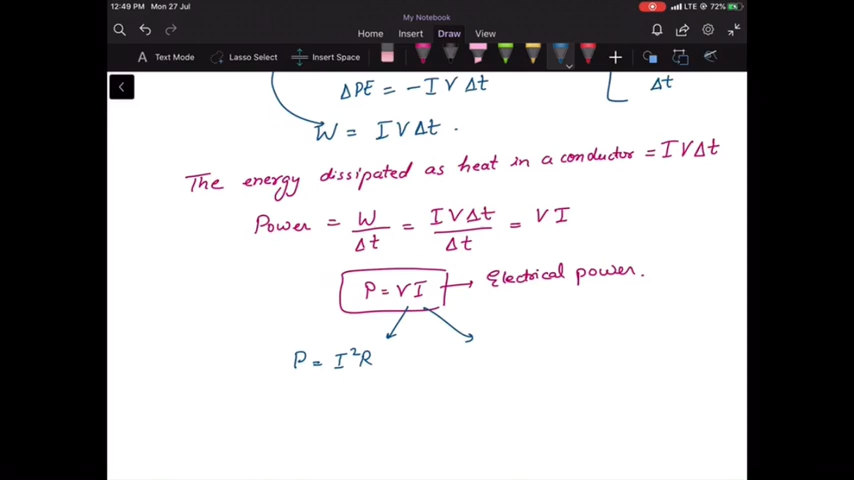 12:49 PM Mon 27 Jul
LTE 72%
My Notebook
Home Insert Draw View
A Text Mode Lasso Select Insert Space
ΔPE = -IVΔt
Δt
W = IVΔt.
The energy dissipated as heat in a conductor = IVΔt
Power = W/Δt = IVΔt/Δt = VI
P = VI → Electrical power.
P = I²R